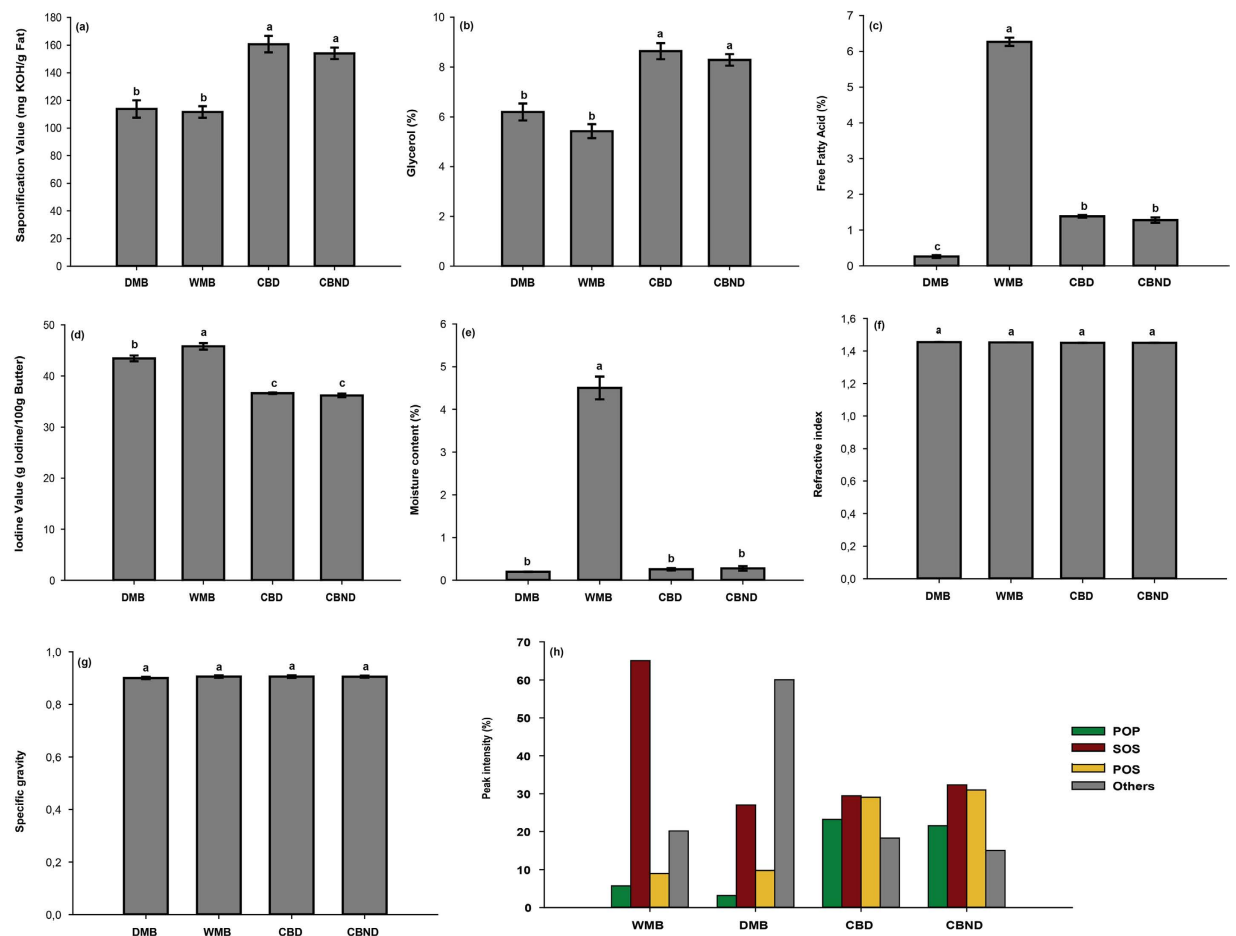 (a)
Saponification Value (mg KOH/g Fat)
180
160
140
120
100
80
60
40
20
0
b
b
a
a
DMB
WMB
CBD
CBND
(b)
Glycerol (%)
10
8
6
4
2
0
b
b
a
a
DMB
WMB
CBD
CBND
(c)
Free Fatty Acid (%)
7
6
5
4
3
2
1
0
c
a
b
b
DMB
WMB
CBD
CBND
(d)
Iodine Value (g Iodine/100g Butter)
50
40
30
20
10
0
b
a
c
c
DMB
WMB
CBD
CBND
(e)
Moisture content (%)
6
5
4
3
2
1
0
b
a
b
b
DMB
WMB
CBD
CBND
(f)
Refractive index
1,6
1,4
1,2
1,0
0,8
0,6
0,4
0,2
0,0
a
a
a
a
DMB
WMB
CBD
CBND
(g)
Specific gravity
1,0
0,8
0,6
0,4
0,2
0,0
a
a
a
a
DMB
WMB
CBD
CBND
(h)
Peak intensity (%)
70
60
50
40
30
20
10
0
WMB
DMB
CBD
CBND
POP
SOS
POS
Others